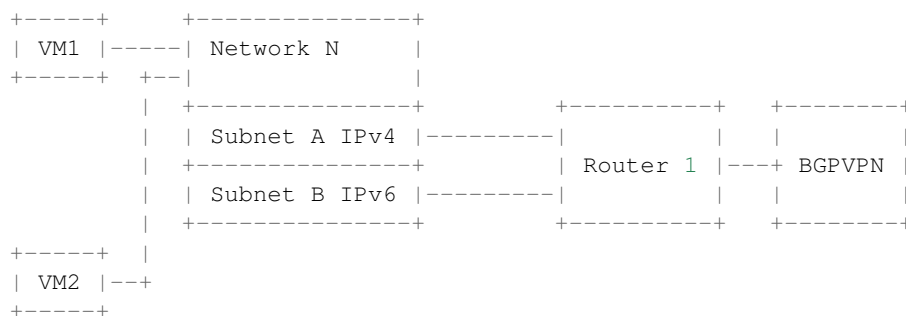 VM1 Network N
Subnet A IPv4
Router 1 BGPVPN
Subnet B IPv6
VM2